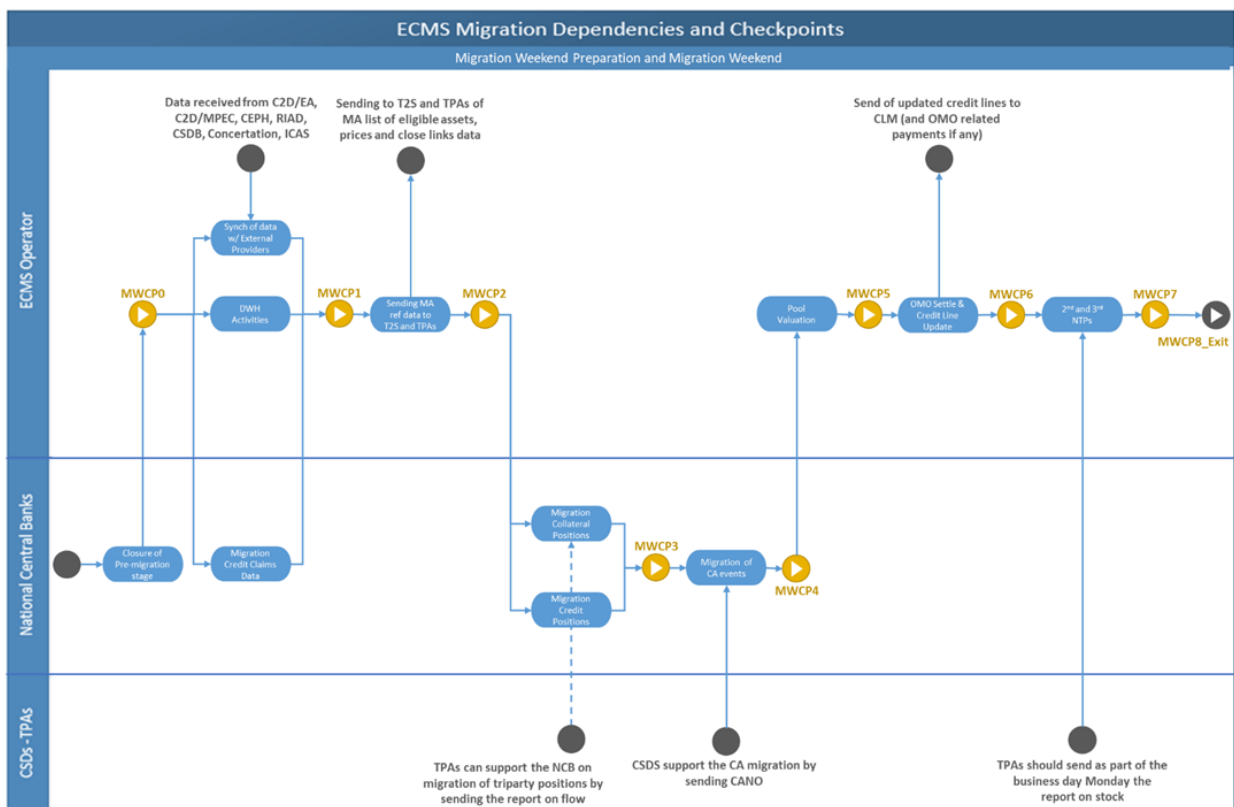 ECMS Migration Dependencies and Checkpoints
Migration Weekend Preparation and Migration Weekend
ECMS Operator
Data received from C2D/EA,
C2D/MPEC, CEPH, RIAD,
CSDB, Concertation, ICAS
Sending to T2S and TPAs of
MA list of eligible assets,
prices and close links data
Send of updated credit lines to
CLM (and OMO related
payments if any)
Synch of data
w/ External
Providers
MWCP0
DWH
Activities
MWCP1
Sending MA
ref data to
T2S and TPAs
MWCP2
Pool
Valuation
MWCP5
OMO Settle &
Credit Line
Update
MWCP6
2nd and 3rd
NTPs
MWCP7
MWCP8_Exit
National Central Banks
Closure of
Pre-migration
stage
Migration
Credit Claims
Data
Migration
Collateral
Positions
Migration
Credit
Positions
MWCP3
Migration of
CA events
MWCP4
CSDs -TPAs
TPAs can support the NCB on
migration of triparty positions by
sending the report on flow
CSDS support the CA migration by
sending CANO
TPAs should send as part of the
business day Monday the
report on stock